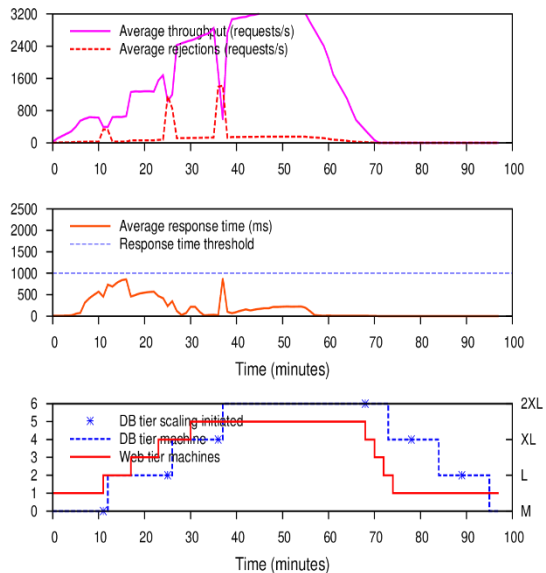 3200
2400
1600
800
0
Average throughput (requests/s)
Average rejections (requests/s)
0 10 20 30 40 50 60 70 80 90 100
2500
2000
1500
1000
500
0
Average response time (ms)
Response time threshold
0 10 20 30 40 50 60 70 80 90 100
Time (minutes)
6
5
4
3
2
1
0
DB tier scaling initiated
DB tier machine
Web tier machines
2XL
XL
L
M
0 10 20 30 40 50 60 70 80 90 100
Time (minutes)